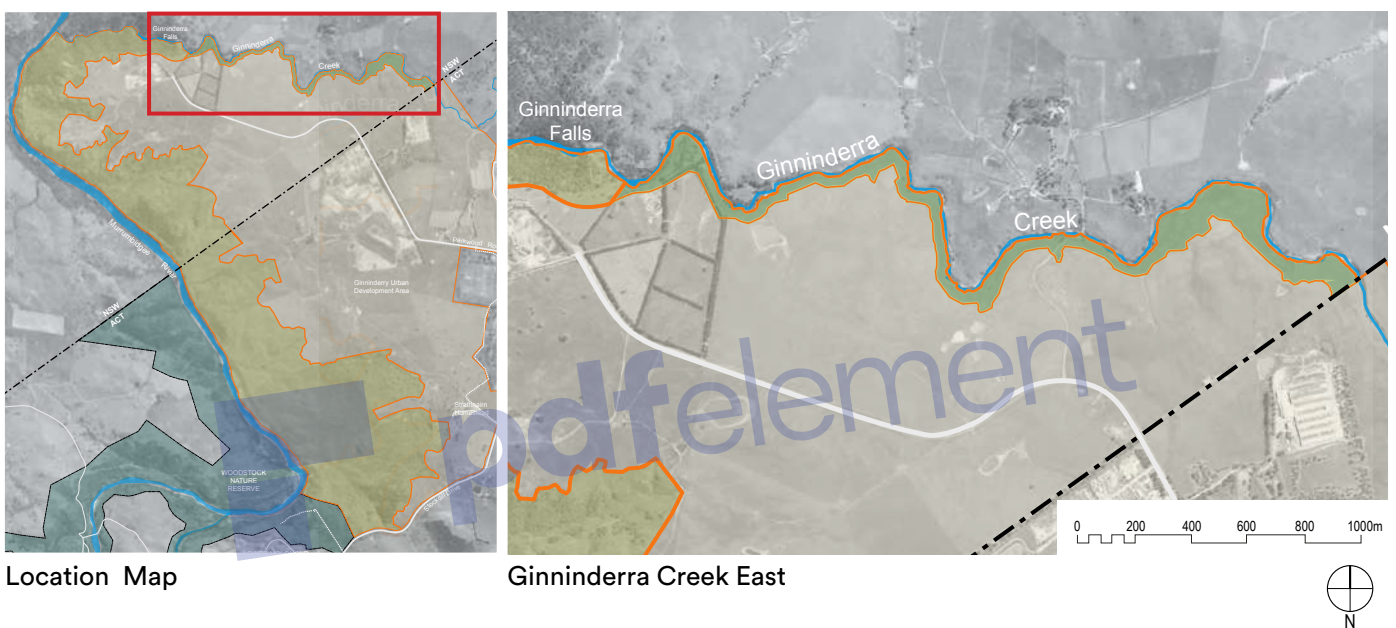 Ginninderra
Falls
Ginninderra
Creek
NSW
ACT
Murrumbidgee
River
Ginninderry Urban
Development Area
NSW
ACT
WOODSTOCK
NATURE
RESERVE
Location Map
Ginninderra
Falls
Ginninderra
Creek
pdfelement
0 200 400 600 800 1000m
Ginninderra Creek East
N